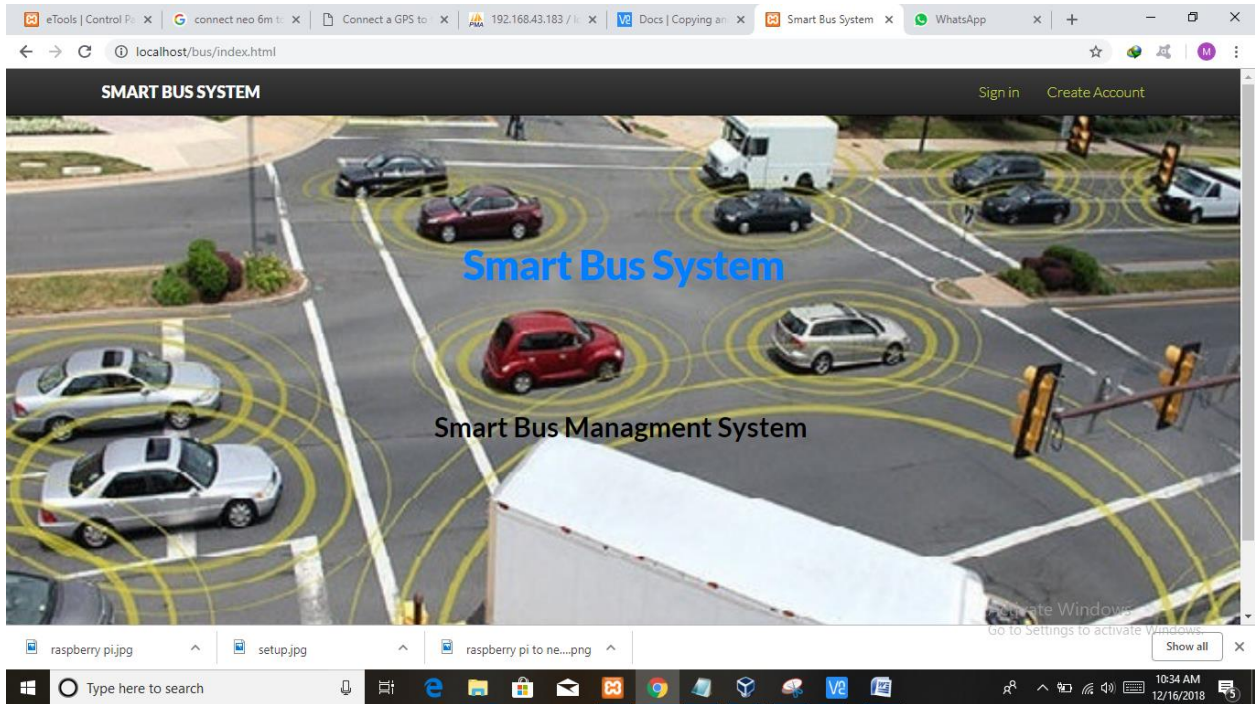 eTools | Control Pa
connect neo 6m to
Connect a GPS to
192.168.43.183 / lo
Docs | Copying an
Smart Bus System
WhatsApp
localhost/bus/index.html
M
SMART BUS SYSTEM
Sign in
Create Account
Smart Bus System
Smart Bus Managment System
Activate Windows
Go to Settings to activate Windows.
raspberry pi.jpg
setup.jpg
raspberry pi to ne....png
Show all
Type here to search
10:34 AM
12/16/2018
5